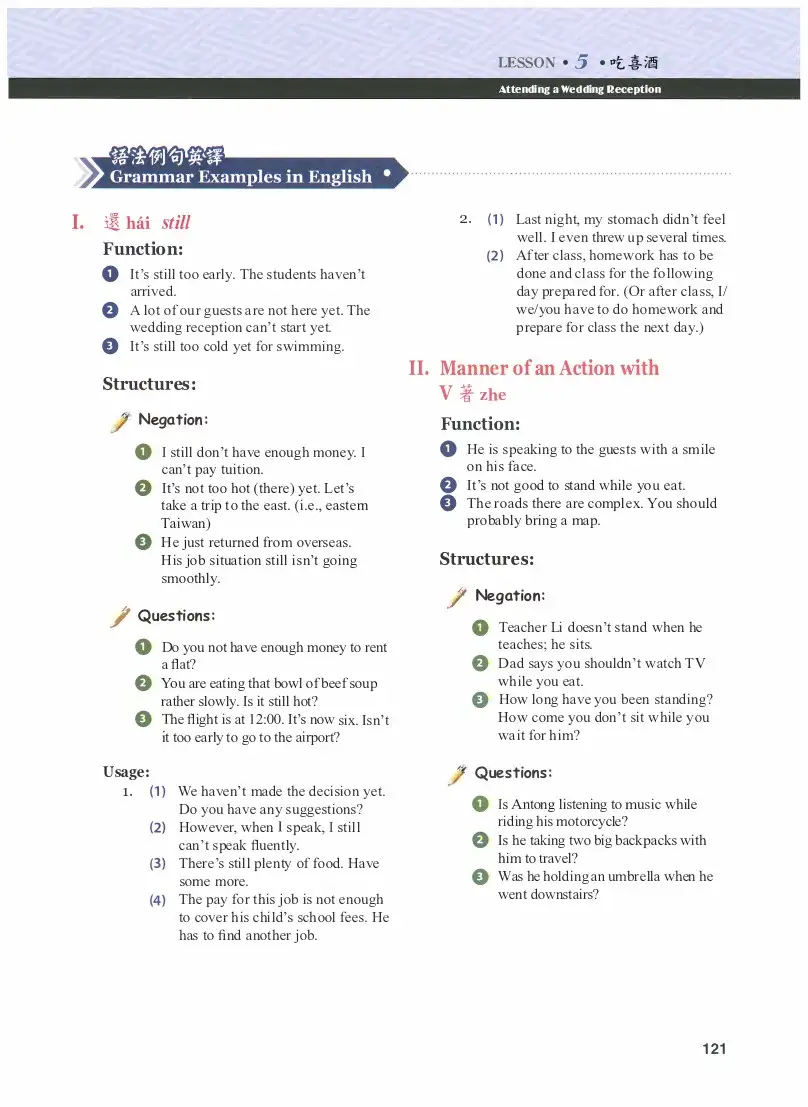 LESSON • 5 • 吃喜酒
Attending a Wedding Reception
語法例句英譯
Grammar Examples in English
I. 還 hái still
Function:
1 It's still too early. The students haven't
arrived.
2 A lot of our guests are not here yet. The
wedding reception can't start yet.
3 It's still too cold yet for swimming.
Structures:
Negation:
1 I still don't have enough money. I
can't pay tuition.
2 It's not too hot (there) yet. Let's
take a trip to the east. (i.e., eastern
Taiwan)
3 He just returned from overseas.
His job situation still isn't going
smoothly.
Questions:
1 Do you not have enough money to rent
a flat?
2 You are eating that bowl of beef soup
rather slowly. Is it still hot?
3 The flight is at 12:00. It's now six. Isn't
it too early to go to the airport?
Usage:
1. (1) We haven't made the decision yet.
Do you have any suggestions?
(2) However, when I speak, I still
can't speak fluently.
(3) There's still plenty of food. Have
some more.
(4) The pay for this job is not enough
to cover his child's school fees. He
has to find another job.
2. (1) Last night, my stomach didn't feel
well. I even threw up several times.
(2) After class, homework has to be
done and class for the following
day prepared for. (Or after class, I/
we/you have to do homework and
prepare for class the next day.)
II. Manner of an Action with
V 著 zhe
Function:
1 He is speaking to the guests with a smile
on his face.
2 It's not good to stand while you eat.
3 The roads there are complex. You should
probably bring a map.
Structures:
Negation:
1 Teacher Li doesn't stand when he
teaches; he sits.
2 Dad says you shouldn't watch TV
while you eat.
3 How long have you been standing?
How come you don't sit while you
wait for him?
Questions:
1 Is Antong listening to music while
riding his motorcycle?
2 Is he taking two big backpacks with
him to travel?
3 Was he holding an umbrella when he
went downstairs?
121